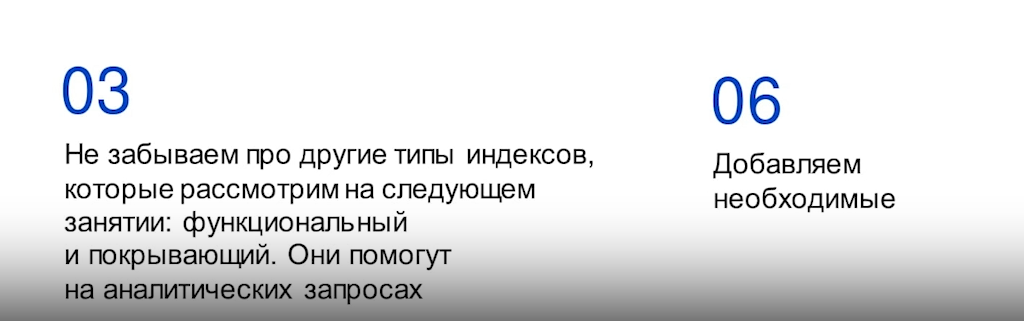 03
Не забываем про другие типы индексов,
которые рассмотрим на следующем
занятии: функциональный
и покрывающий. Они помогут
на аналитических запросах
06
Добавляем
необходимые